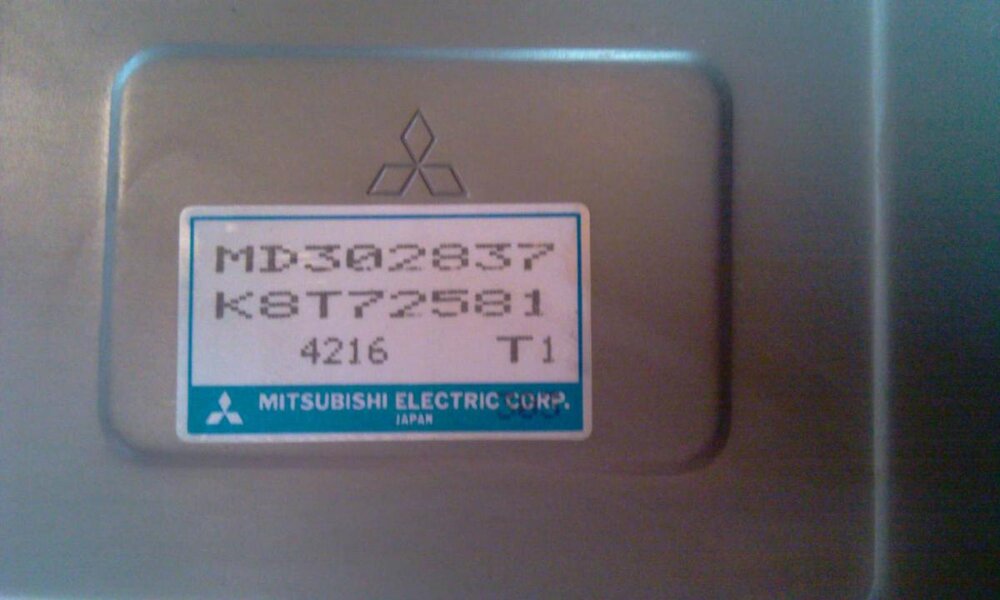 MD302837
K8T72581
4216 T1
MITSUBISHI ELECTRIC CORP.
JAPAN